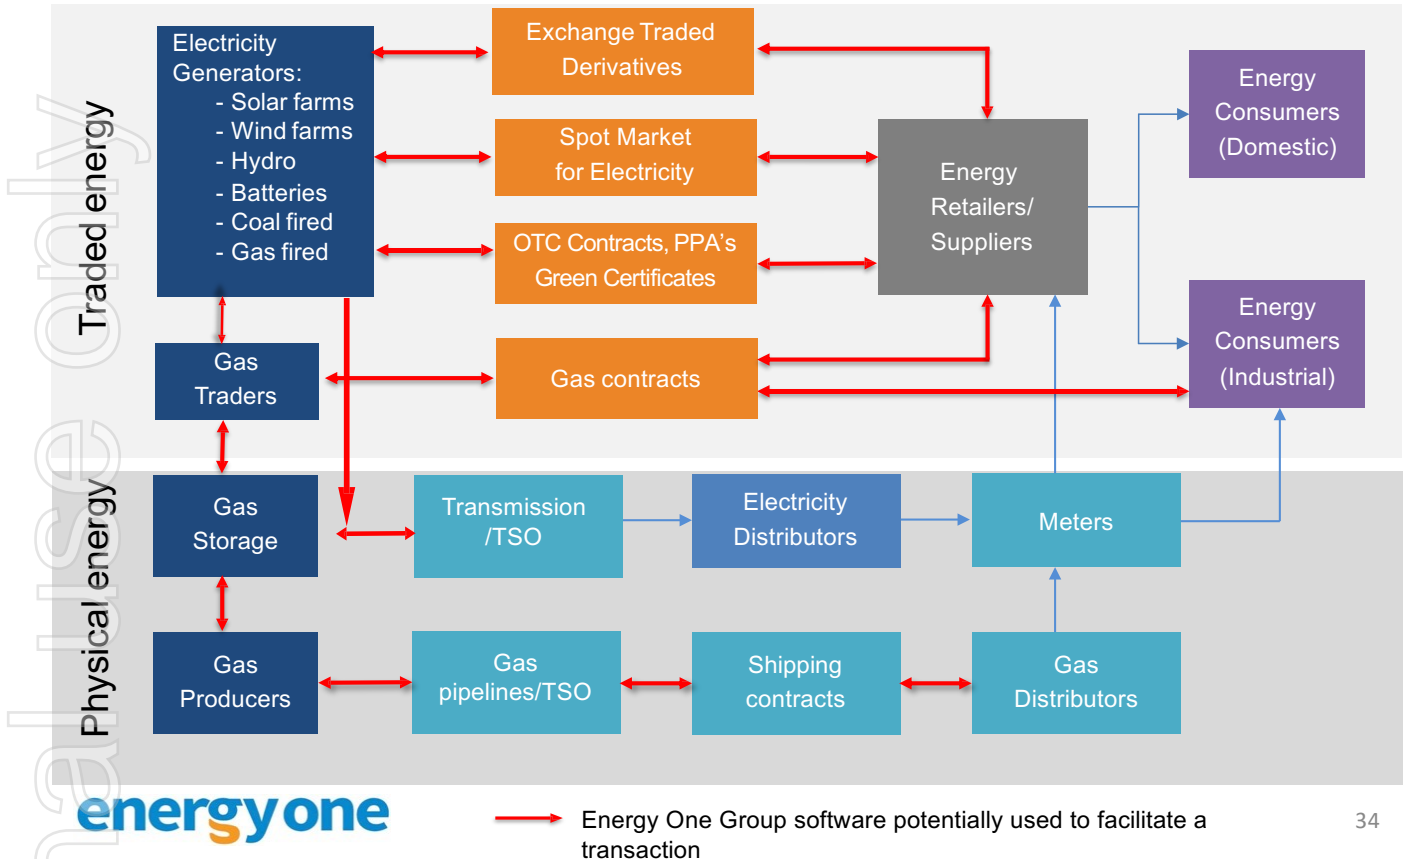 Electricity
Generators:
- Solar farms
- Wind farms
- Hydro
- Batteries
- Coal fired
- Gas fired
Exchange Traded
Derivatives
Spot Market
for Electricity
OTC Contracts, PPA's
Green Certificates
Energy
Retailers/
Suppliers
Energy
Consumers
(Domestic)
Energy
Consumers
(Industrial)
Traded energy
Gas
Traders
Gas contracts
Physical energy
Gas
Storage
Transmission
/TSO
Electricity
Distributors
Meters
Gas
Producers
Gas
pipelines/TSO
Shipping
contracts
Gas
Distributors
energyone
Energy One Group software potentially used to facilitate a
transaction
34
nal use only